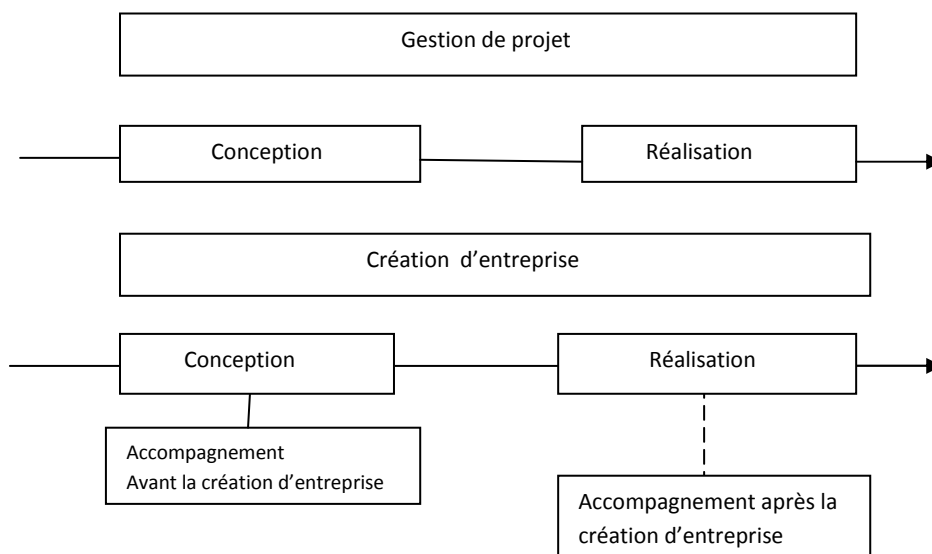 Gestion de projet
Conception
Réalisation
Création d'entreprise
Conception
Réalisation
Accompagnement
Avant la création d'entreprise
Accompagnement après la
création d'entreprise